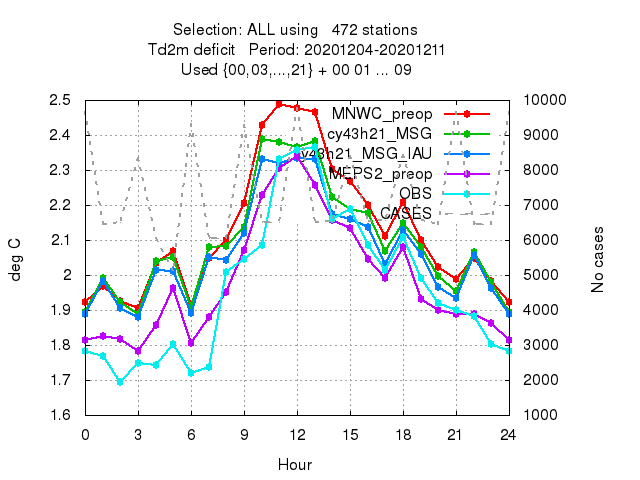 Selection: ALL using   472 stations
Td2m deficit   Period: 20201204-20201211
Used {00,03,...,21} + 00 01 ... 09
2.5
2.4
2.3
2.2
2.1
2
1.9
1.8
1.7
1.6
deg C
10000
9000
8000
7000
6000
5000
4000
3000
2000
1000
No cases
MNWC_preop
cy43h21_MSG
cy43h21_MSG_IAU
MEPS2_preop
OBS
CASES
0 3 6 9 12 15 18 21 24
Hour